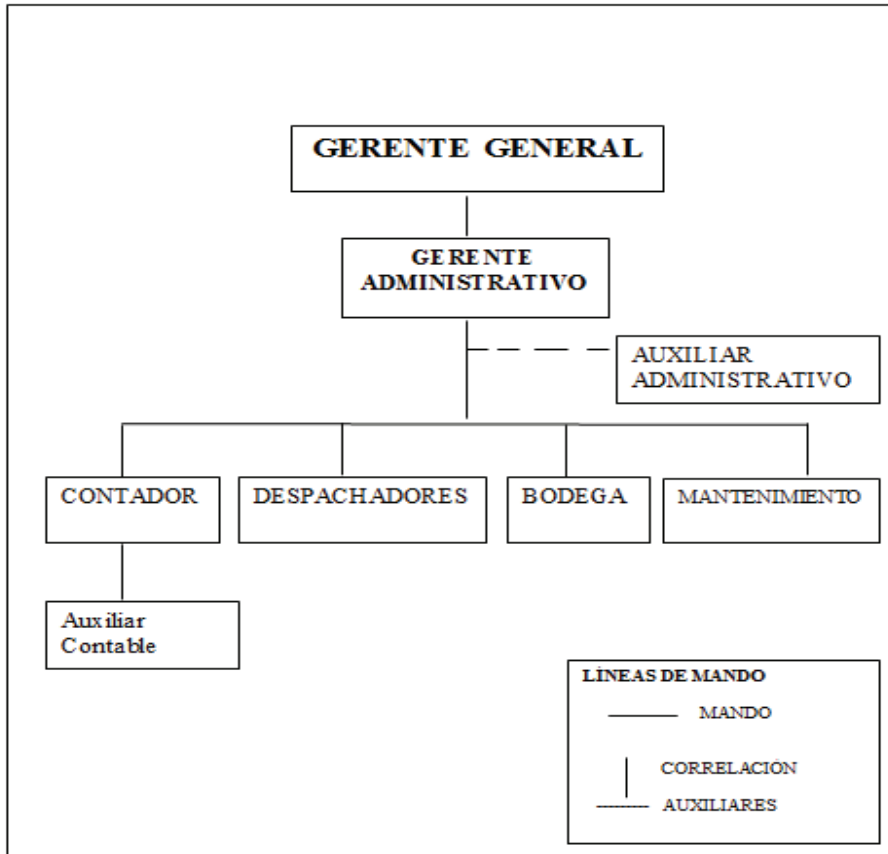 GERENTE GENERAL
GERENTE
ADMINISTRATIVO
AUXILIAR
ADMINISTRATIVO
CONTADOR
DESPACHADORES
BODEGA
MANTENIMIENTO
Auxiliar
Contable
LÍNEAS DE MANDO
MANDO
CORRELACIÓN
AUXILIARES